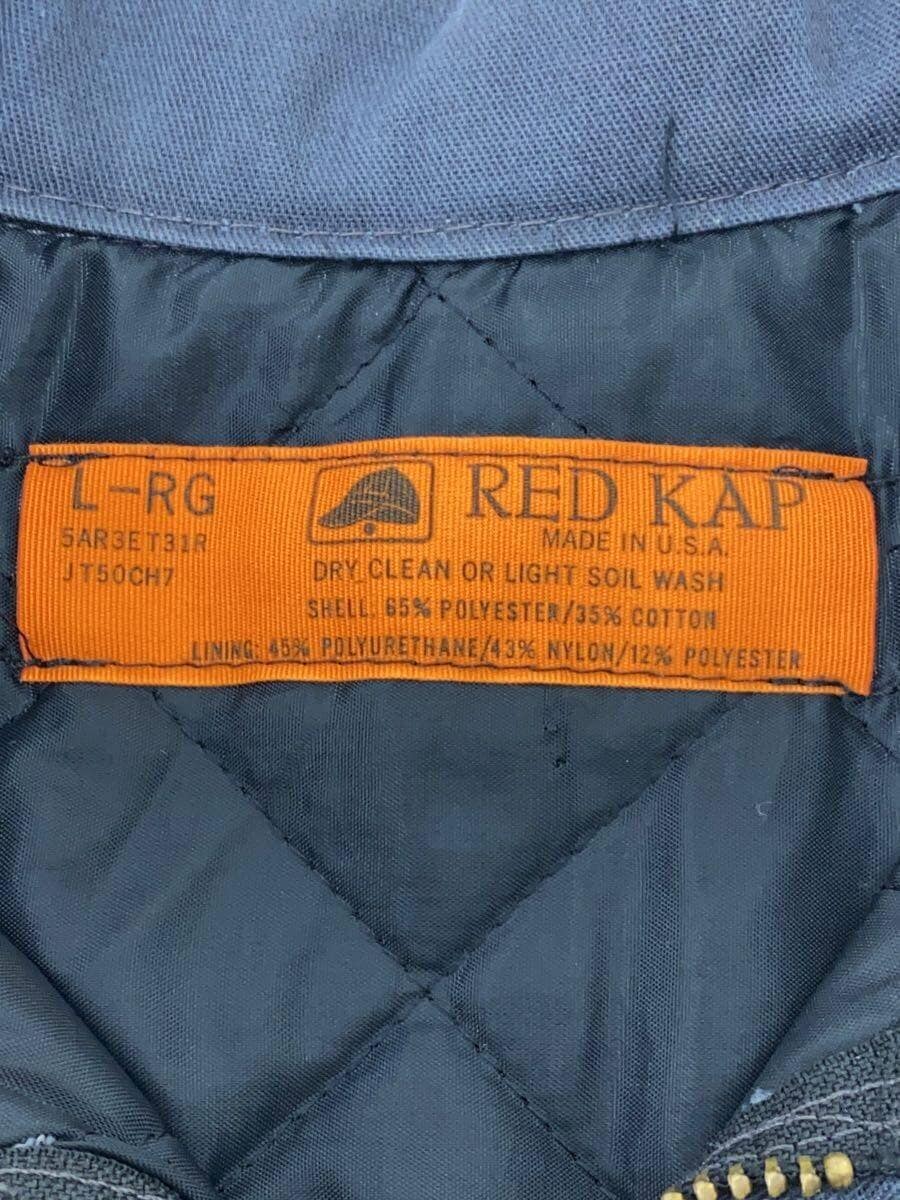 L-RG
5AR3ET31R
JT50CH7
RED KAP
MADE IN U.S.A.
DRY CLEAN OR LIGHT SOIL WASH
SHELL: 65% POLYESTER/35% COTTON
LINING: 45% POLYURETHANE/43% NYLON/12% POLYESTER